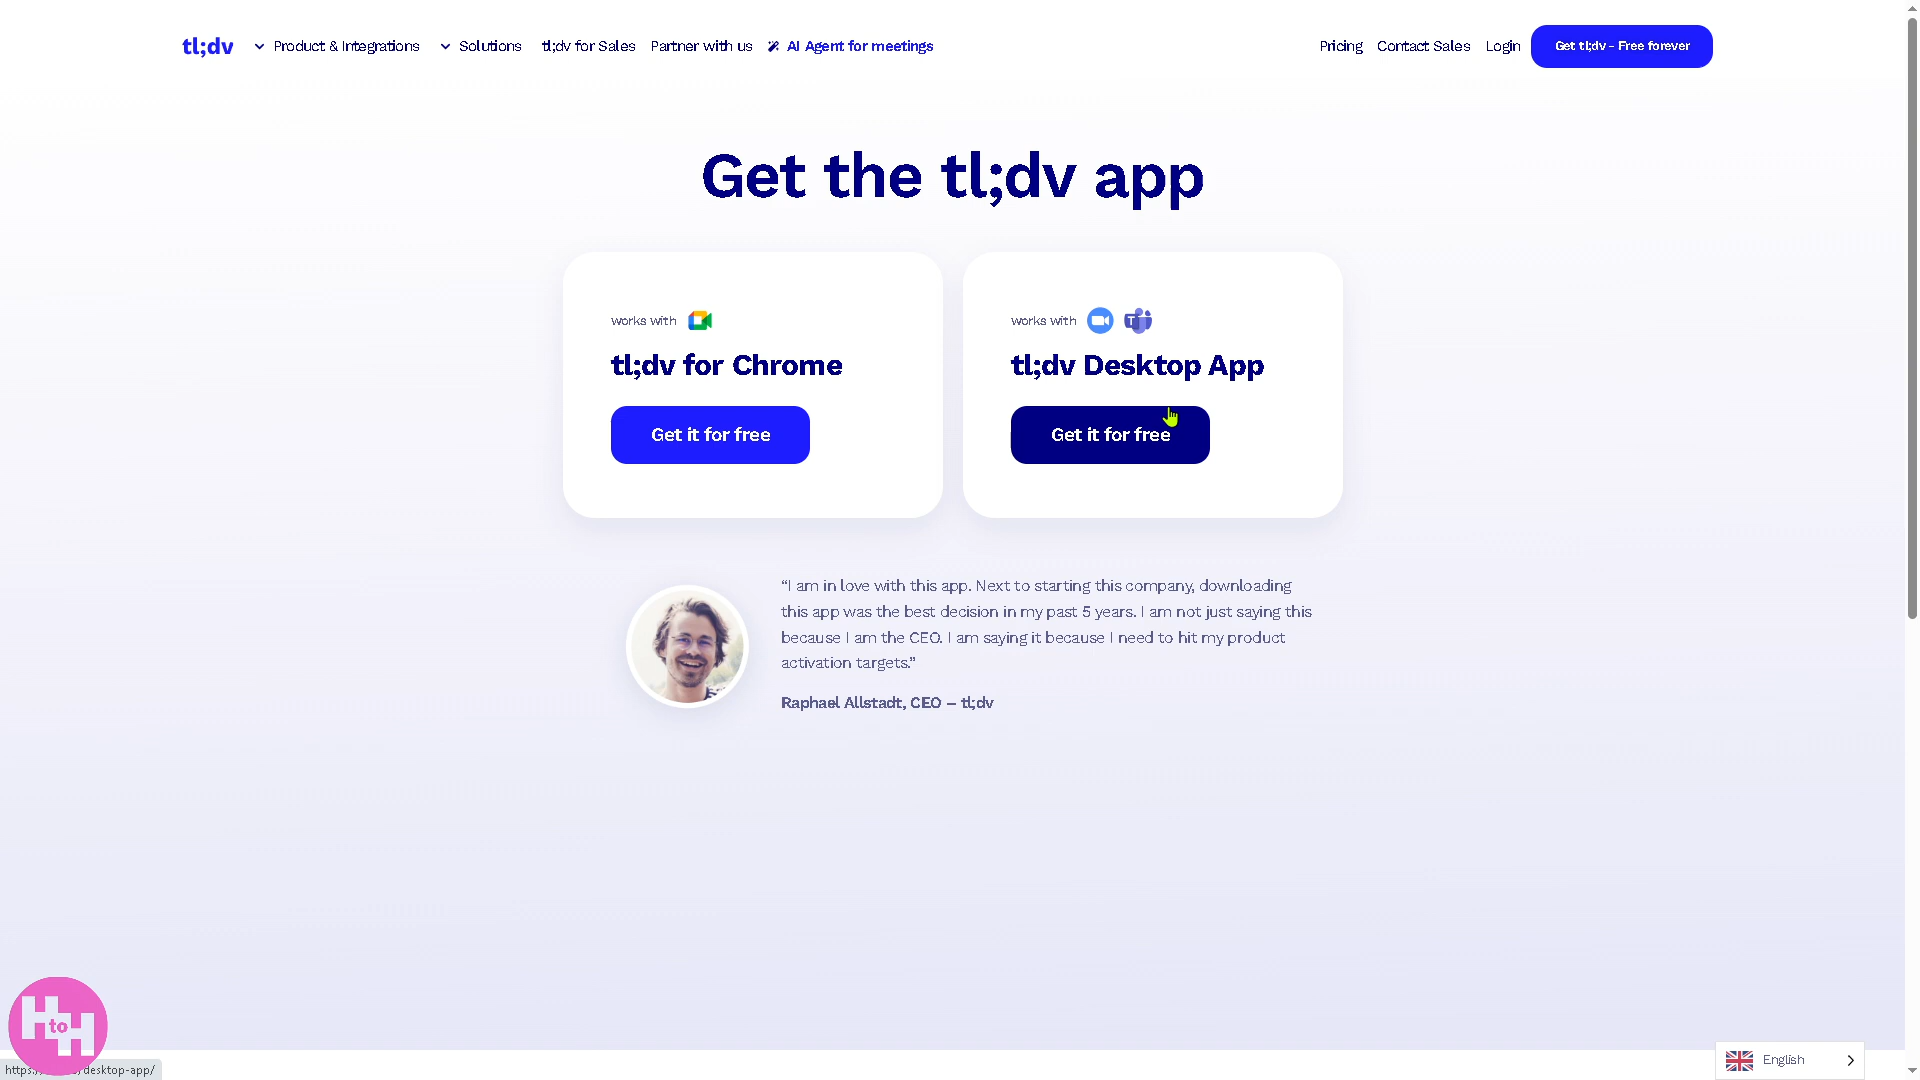 tl;dv Product & Integrations Solutions tl;dv for Sales Partner with us AI Agent for meetings Pricing Contact Sales Login Get tl;dv - Free forever
Get the tl;dv app
works with
tl;dv for Chrome
Get it for free
works with
tl;dv Desktop App
Get it for free
“I am in love with this app. Next to starting this company, downloading
this app was the best decision in my past 5 years. I am not just saying this
because I am the CEO. I am saying it because I need to hit my product
activation targets.”
Raphael Allstadt, CEO – tl;dv
H to H
https:/ desktop-app/
English